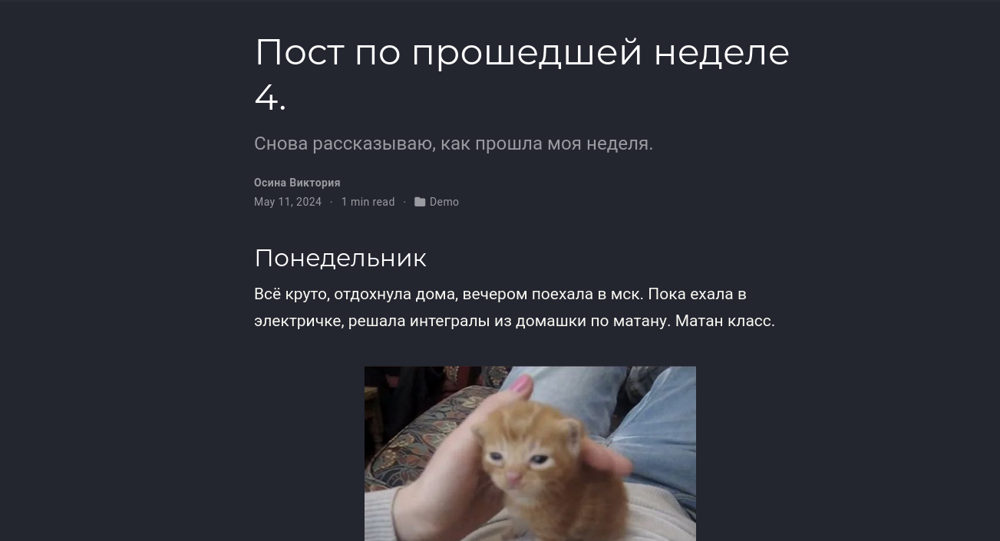 Пост по прошедшей неделе
4.
Снова рассказываю, как прошла моя неделя.
Осина Виктория
May 11, 2024 · 1 min read · Demo
Понедельник
Всё круто, отдохнула дома, вечером поехала в мск. Пока ехала в
электричке, решала интегралы из домашки по матану. Матан класс.